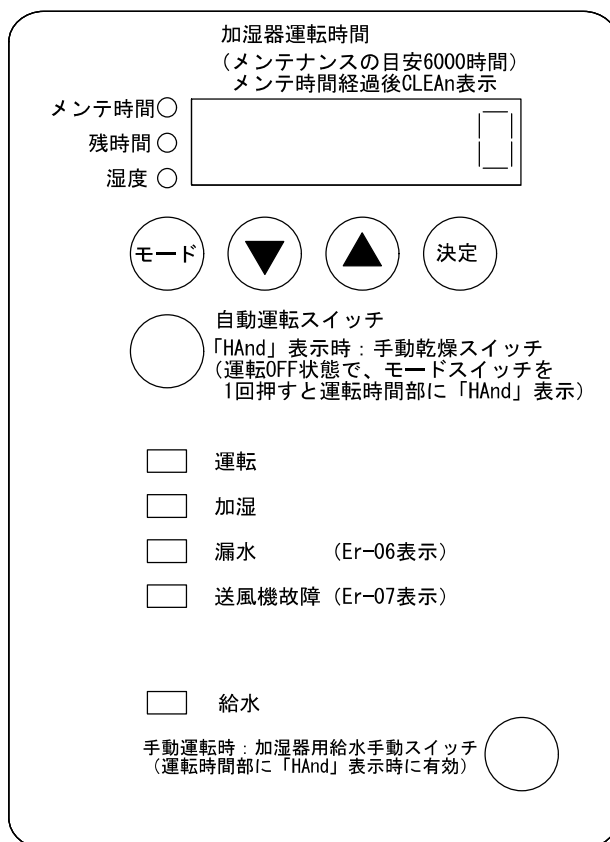 加湿器運転時間
(メンテナンスの目安6000時間)
メンテ時間経過後CLEAn表示
メンテ時間
残時間
湿度
0
モード ▼ ▲ 決定
自動運転スイッチ
「HAnd」表示時：手動乾燥スイッチ
(運転OFF状態で、モードスイッチを
1回押すと運転時間部に「HAnd」表示)
運転
加湿
漏水 (Er-06表示)
送風機故障 (Er-07表示)
給水
手動運転時：加湿器用給水手動スイッチ
(運転時間部に「HAnd」表示時に有効)